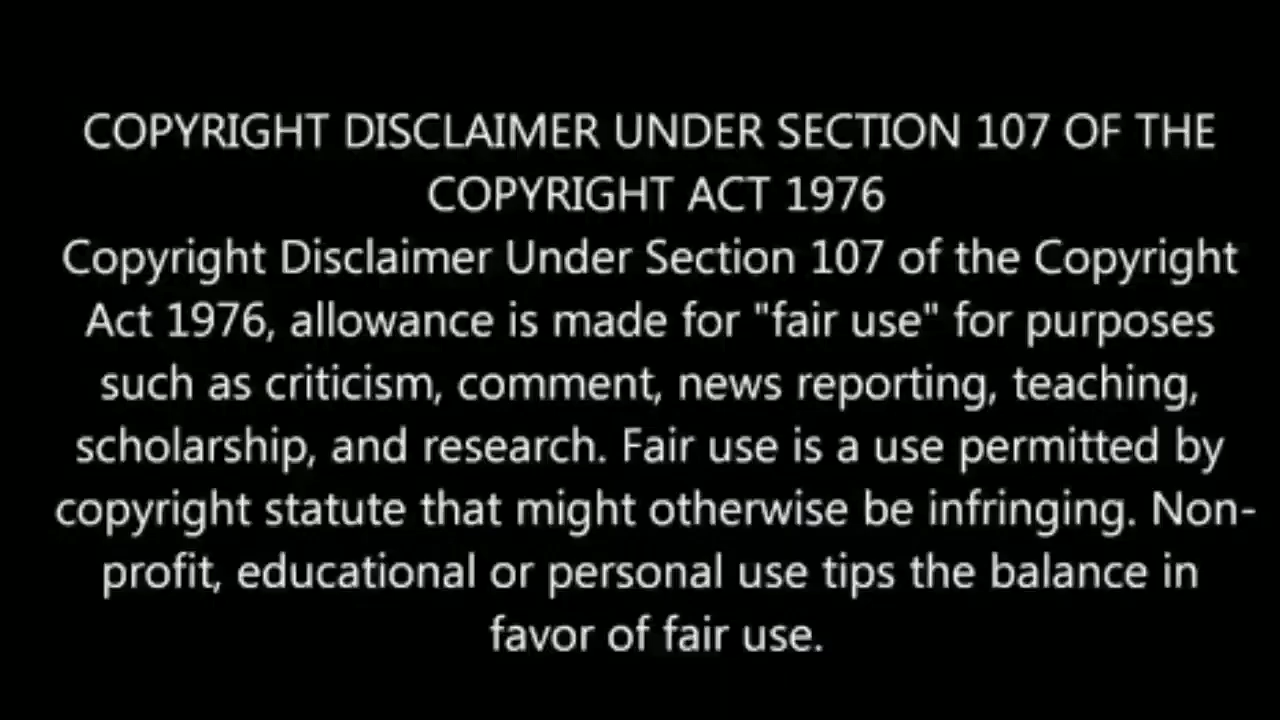 COPYRIGHT DISCLAIMER UNDER SECTION 107 OF THE
COPYRIGHT ACT 1976
Copyright Disclaimer Under Section 107 of the Copyright
Act 1976, allowance is made for "fair use" for purposes
such as criticism, comment, news reporting, teaching,
scholarship, and research. Fair use is a use permitted by
copyright statute that might otherwise be infringing. Non-
profit, educational or personal use tips the balance in
favor of fair use.